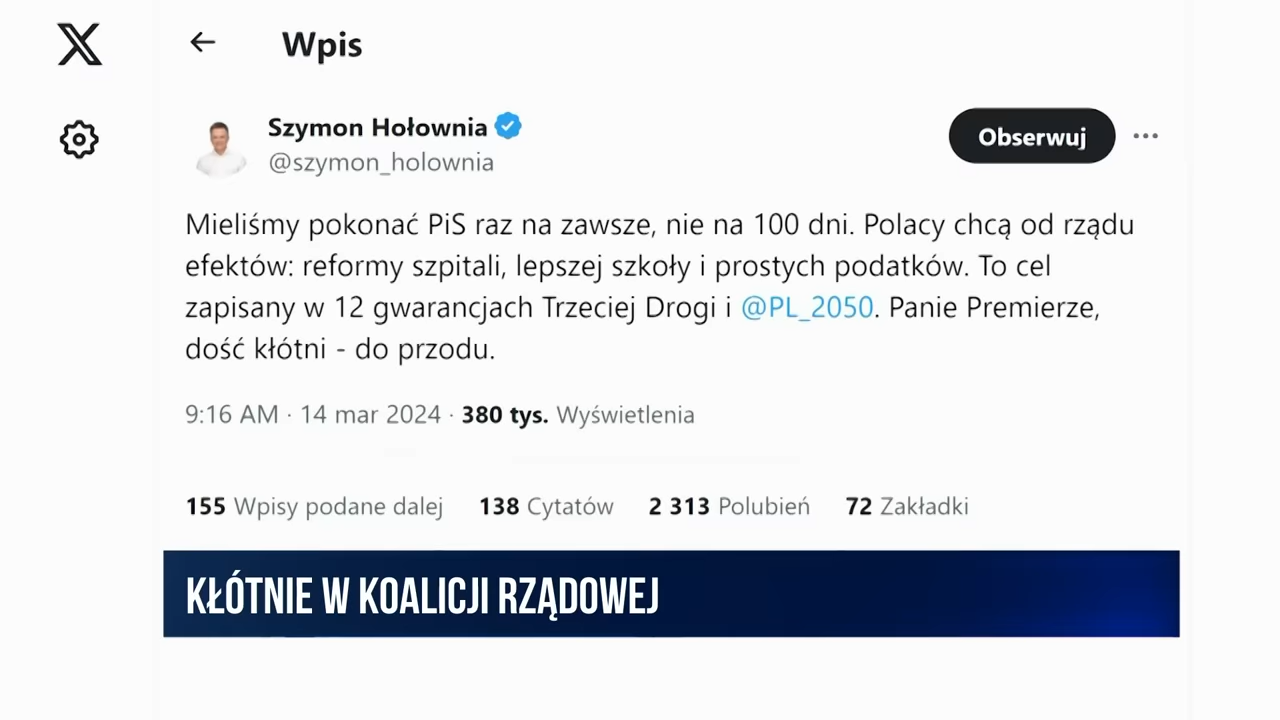 Wpis
Szymon Hołownia
@szymon_holownia
Obserwuj
Mieliśmy pokonać PiS raz na zawsze, nie na 100 dni. Polacy chcą od rządu
efektów: reformy szpitali, lepszej szkoły i prostych podatków. To cel
zapisany w 12 gwarancjach Trzeciej Drogi i @PL_2050. Panie Premierze,
dość kłótni - do przodu.
9:16 AM · 14 mar 2024 · 380 tys. Wyświetlenia
155 Wpisy podane dalej 138 Cytatów 2 313 Polubień 72 Zakładki
KŁÓTNIE W KOALICJI RZĄDOWEJ